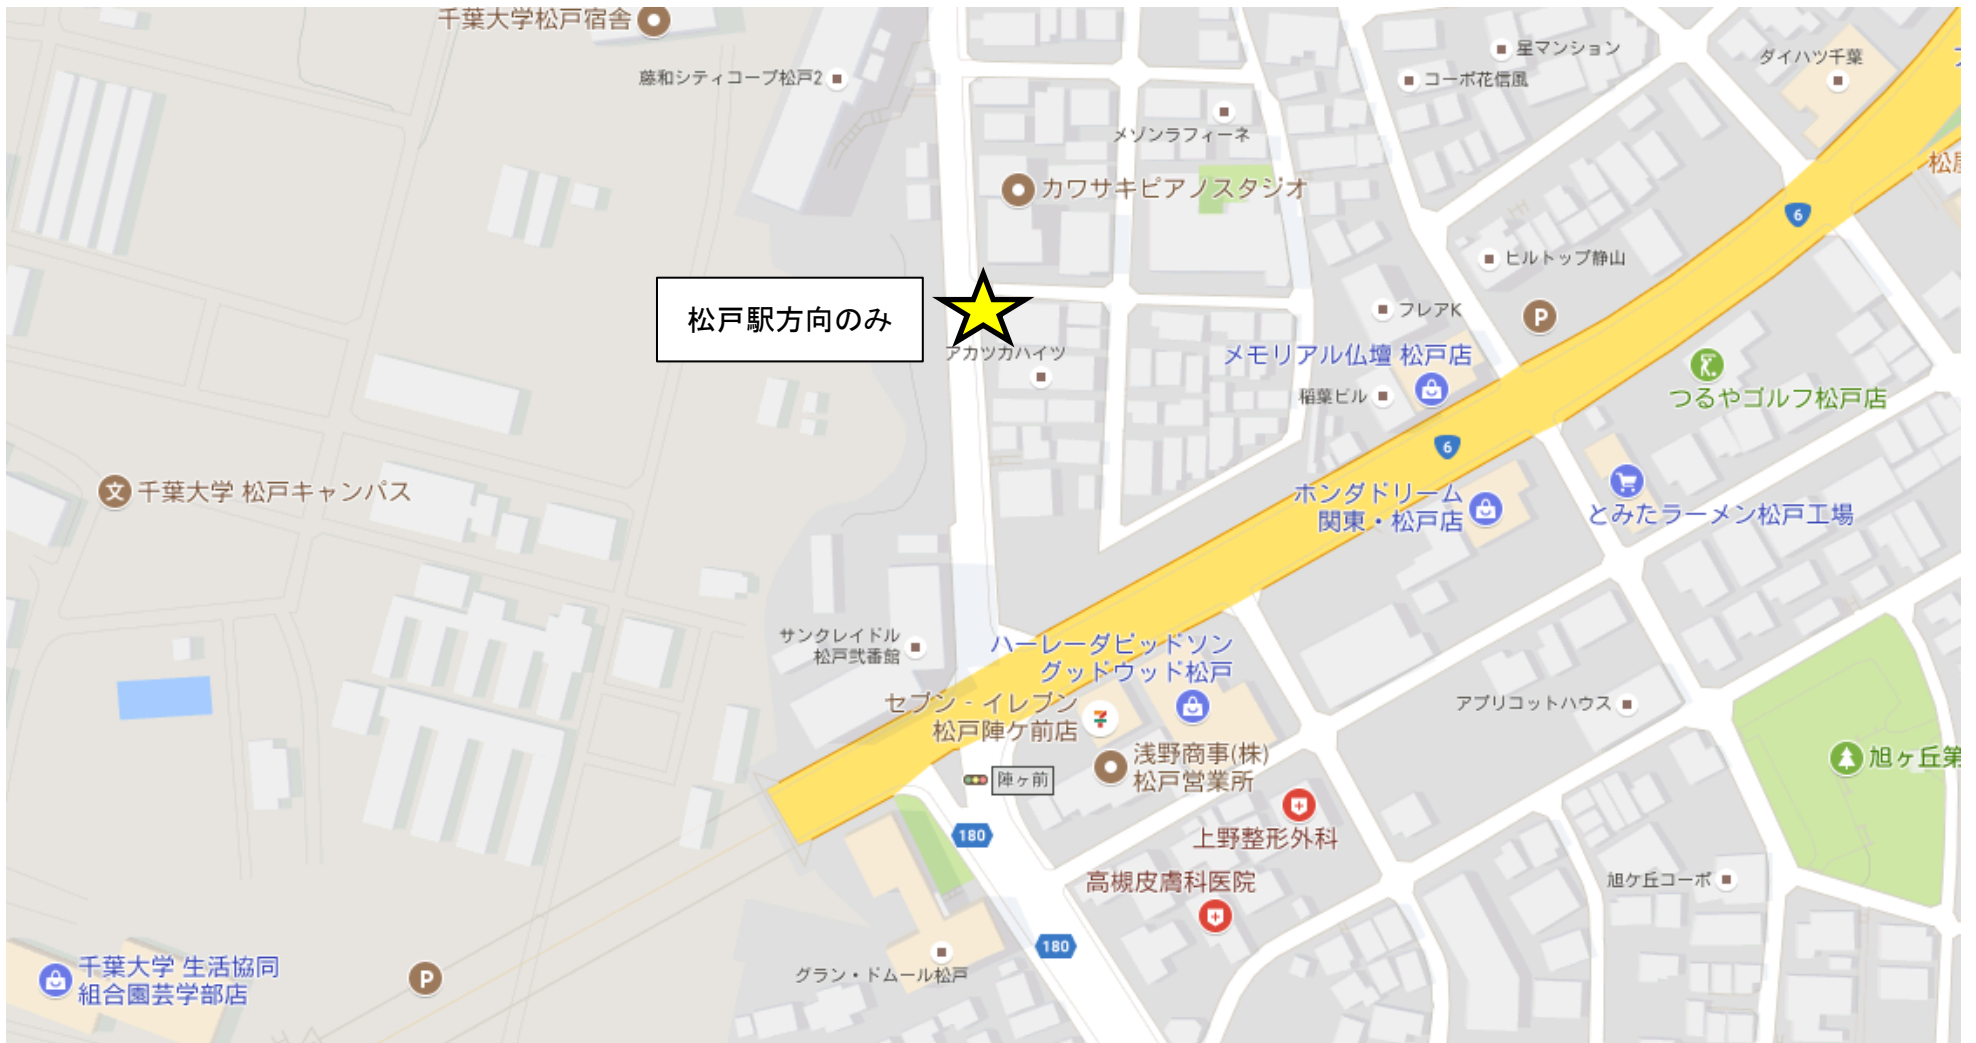 千葉大学松戸宿舎
藤和シティコープ松戸2
星マンション
コーポ花信風
ダイハツ千葉
メゾンラフィーネ
カワサキピアノスタジオ
6
ヒルトップ静山
松戸駅方向のみ
フレアK
P
アカツカハイツ
メモリアル仏壇 松戸店
稲葉ビル
つるやゴルフ松戸店
6
文
千葉大学 松戸キャンパス
ホンダドリーム
関東・松戸店
とみたラーメン松戸工場
サンクレイドル
松戸弐番館
ハーレーダビッドソン
グッドウッド松戸
セブン - イレブン
松戸陣ケ前店
7
アプリコットハウス
浅野商事(株)
松戸営業所
陣ヶ前
旭ヶ丘第
180
上野整形外科
高槻皮膚科医院
旭ケ丘コーポ
180
グラン・ドムール松戸
千葉大学 生活協同
組合園芸学部店
P